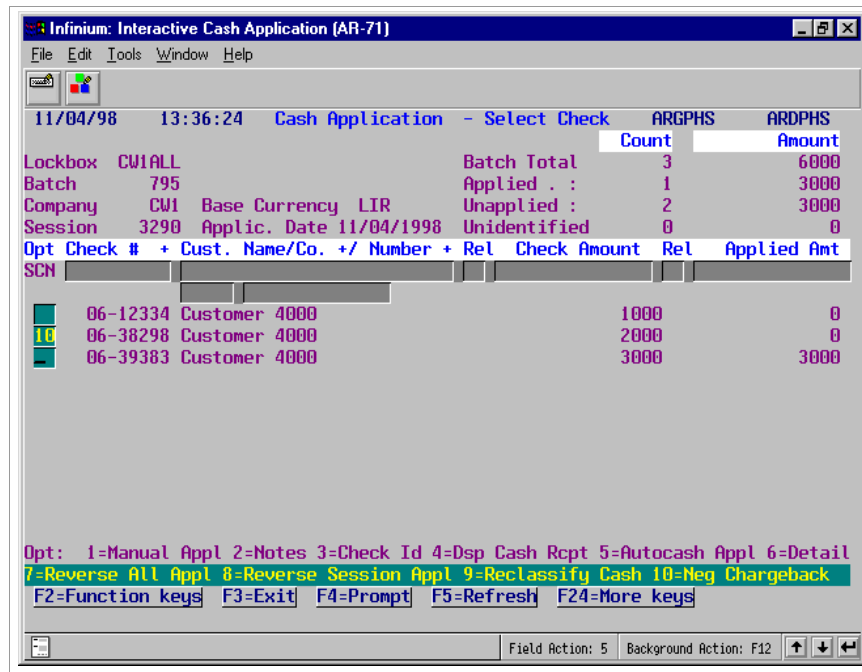 Infinium: Interactive Cash Application (AR-71)
File Edit Tools Window Help
11/04/98 13:36:24 Cash Application - Select Check ARGPHS ARDPHS
Count Amount
Lockbox CW1ALL Batch Total 3 6000
Batch 795 Applied . : 1 3000
Company CW1 Base Currency LIR Unapplied : 2 3000
Session 3290 Applic. Date 11/04/1998 Unidentified 0 0
Opt Check # + Cust. Name/Co. +/ Number + Rel Check Amount Rel Applied Amt
SCN
06-12334 Customer 4000 1000 0
10 06-38298 Customer 4000 2000 0
06-39383 Customer 4000 3000 3000
Opt: 1=Manual Appl 2=Notes 3=Check Id 4=Dsp Cash Rcpt 5=Autocash Appl 6=Detail
7=Reverse All Appl 8=Reverse Session Appl 9=Reclassify Cash 10=Neg Chargeback
F2=Function keys F3=Exit F4=Prompt F5=Refresh F24=More keys
Field Action: 5 Background Action: F12